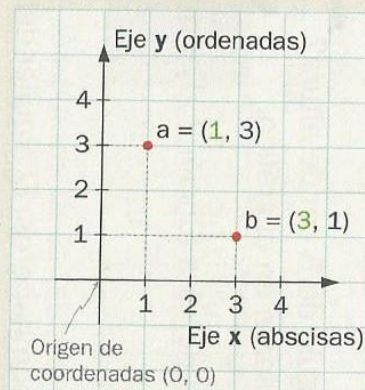 Eje y (ordenadas)
4
3
a = (1, 3)
2
1
b = (3, 1)
1 2 3 4
Eje x (abscisas)
Origen de
coordenadas (0, 0)